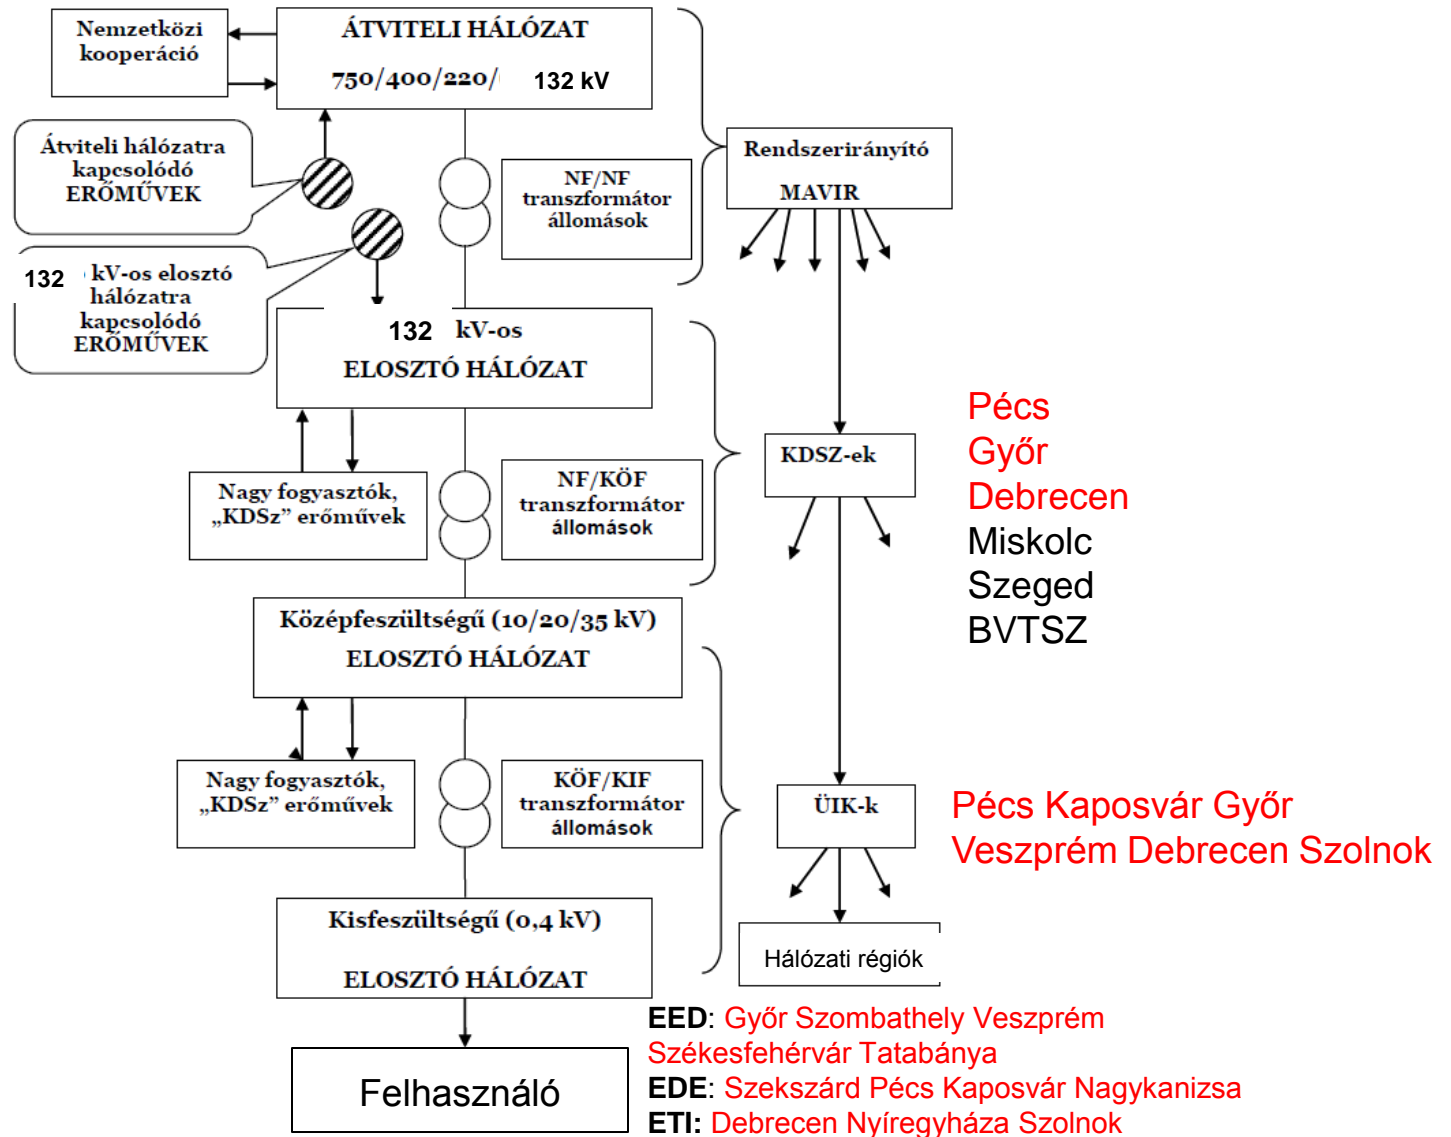 Nemzetközi
kooperáció
ÁTVITELI HÁLÓZAT
750/400/220/ 132 kV
Átviteli hálózatra
kapcsolódó
ERŐMŰVEK
NF/NF
transzformátor
állomások
Rendszerirányító
MAVIR
132 kV-os elosztó
hálózatra
kapcsolódó
ERŐMŰVEK
132 kV-os
ELOSZTÓ HÁLÓZAT
Nagy fogyasztók,
„KDSz” erőművek
NF/KÖF
transzformátor
állomások
KDSZ-ek
Pécs
Győr
Debrecen
Miskolc
Szeged
BVTSZ
Középfeszültségű (10/20/35 kV)
ELOSZTÓ HÁLÓZAT
Nagy fogyasztók,
„KDSz” erőművek
KÖF/KIF
transzformátor
állomások
ÜIK-k
Pécs Kaposvár Győr
Veszprém Debrecen Szolnok
Kisfeszültségű (0,4 kV)
ELOSZTÓ HÁLÓZAT
Hálózati régiók
Felhasználó
EED: Győr Szombathely Veszprém
Székesfehérvár Tatabánya
EDE: Szekszárd Pécs Kaposvár Nagykanizsa
ETI: Debrecen Nyíregyháza Szolnok